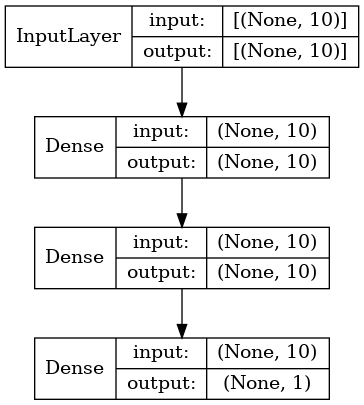 InputLayer input: [(None, 10)]
output: [(None, 10)]
Dense input: (None, 10)
output: (None, 10)
Dense input: (None, 10)
output: (None, 10)
Dense input: (None, 10)
output: (None, 1)